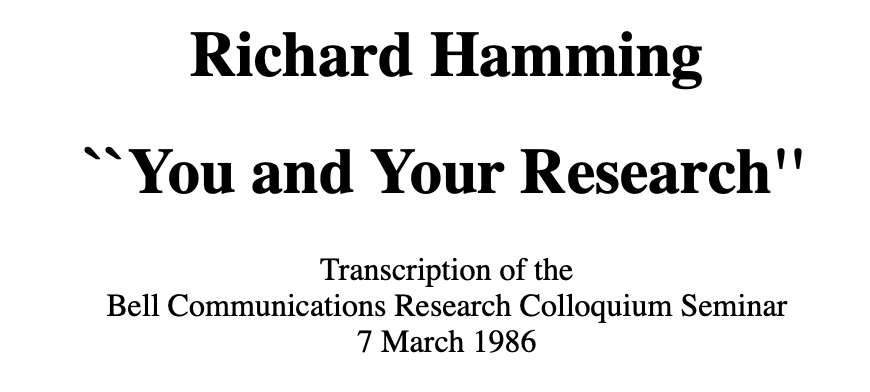 Richard Hamming
``You and Your Research''
Transcription of the
Bell Communications Research Colloquium Seminar
7 March 1986